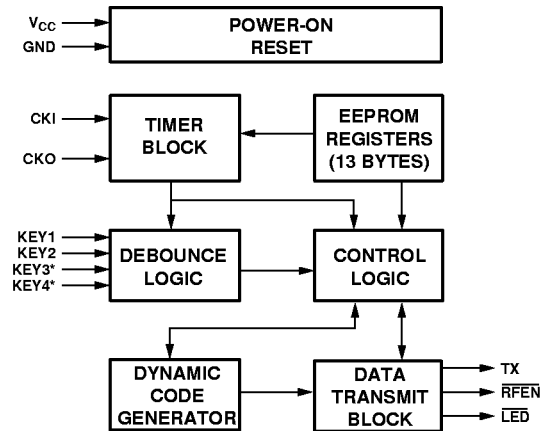 VCC
GND
POWER-ON
RESET
CKI
CKO
TIMER
BLOCK
EEPROM
REGISTERS
(13 BYTES)
KEY1
KEY2
KEY3*
KEY4*
DEBOUNCE
LOGIC
CONTROL
LOGIC
DYNAMIC
CODE
GENERATOR
DATA
TRANSMIT
BLOCK
TX
RFEN
LED